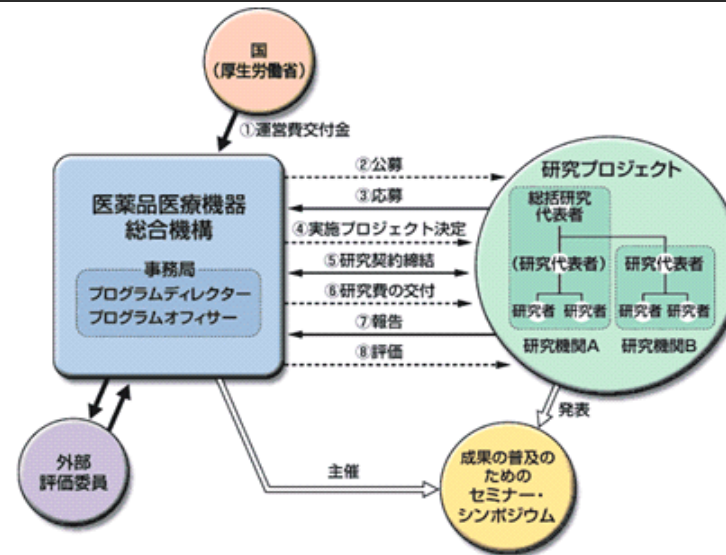 国
（厚生労働省）
①運営費交付金
医薬品医療機器
総合機構
事務局
プログラムディレクター
プログラムオフィサー
②公募
③応募
④実施プロジェクト決定
⑤研究契約締結
⑥研究費の交付
⑦報告
⑧評価
研究プロジェクト
総括研究
代表者
（研究代表者）
研究代表者
研究者 研究者
研究者 研究者
研究機関A
研究機関B
発表
外部
評価委員
主催
成果の普及の
ための
セミナー・
シンポジウム